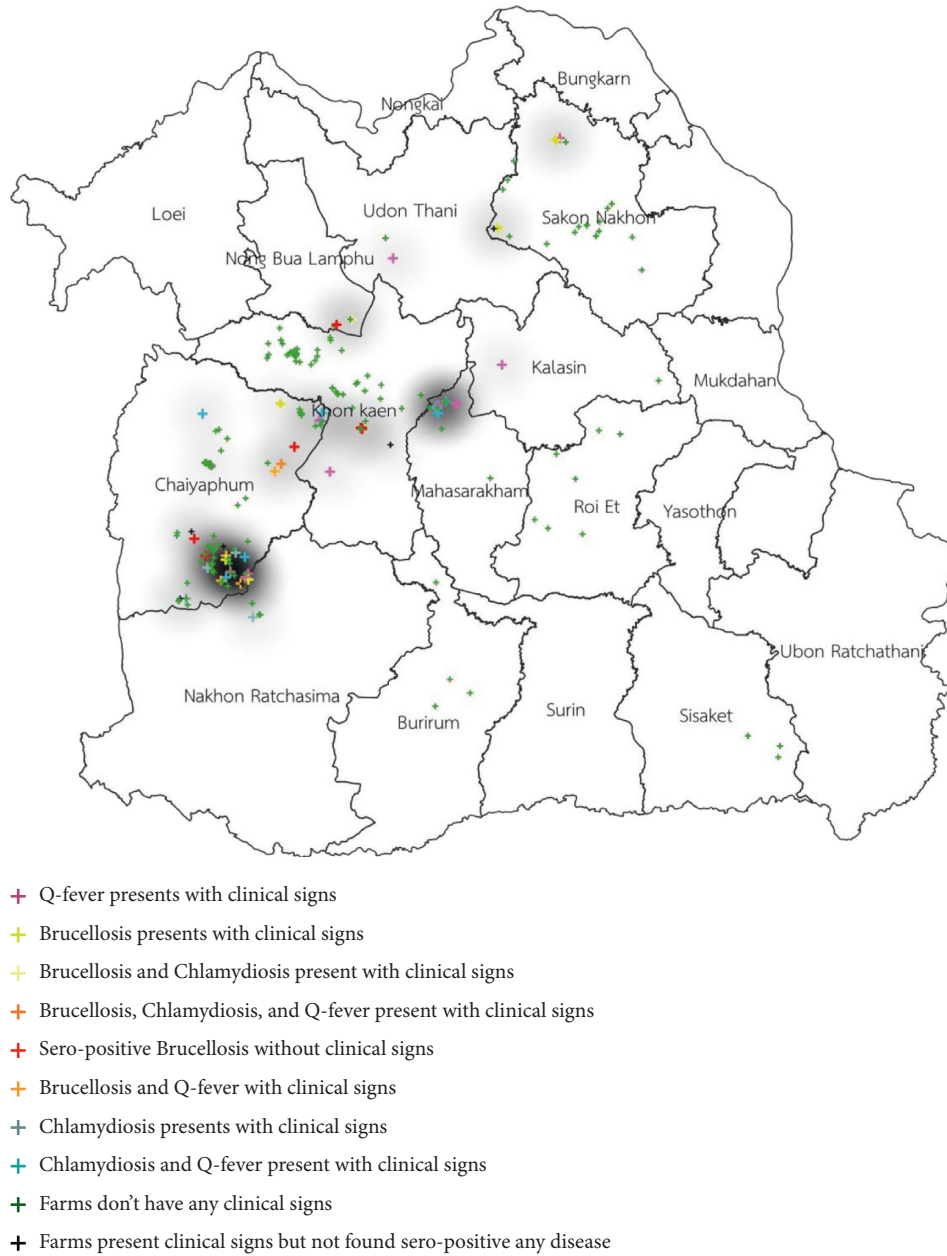 Bungkarn
Nongkai
Loei
Udon Thani
Sakon Nakhon
Nong Bua Lamphu
Kalasin
Mukdahan
Khon kaen
Chaiyaphum
Mahasarakham
Roi Et
Yasothon
Ubon Ratchathani
Nakhon Ratchasima
Burirum
Surin
Sisaket
Q-fever presents with clinical signs
Brucellosis presents with clinical signs
Brucellosis and Chlamydiosis present with clinical signs
Brucellosis, Chlamydiosis, and Q-fever present with clinical signs
Sero-positive Brucellosis without clinical signs
Brucellosis and Q-fever with clinical signs
Chlamydiosis presents with clinical signs
Chlamydiosis and Q-fever present with clinical signs
Farms don’t have any clinical signs
Farms present clinical signs but not found sero-positive any disease